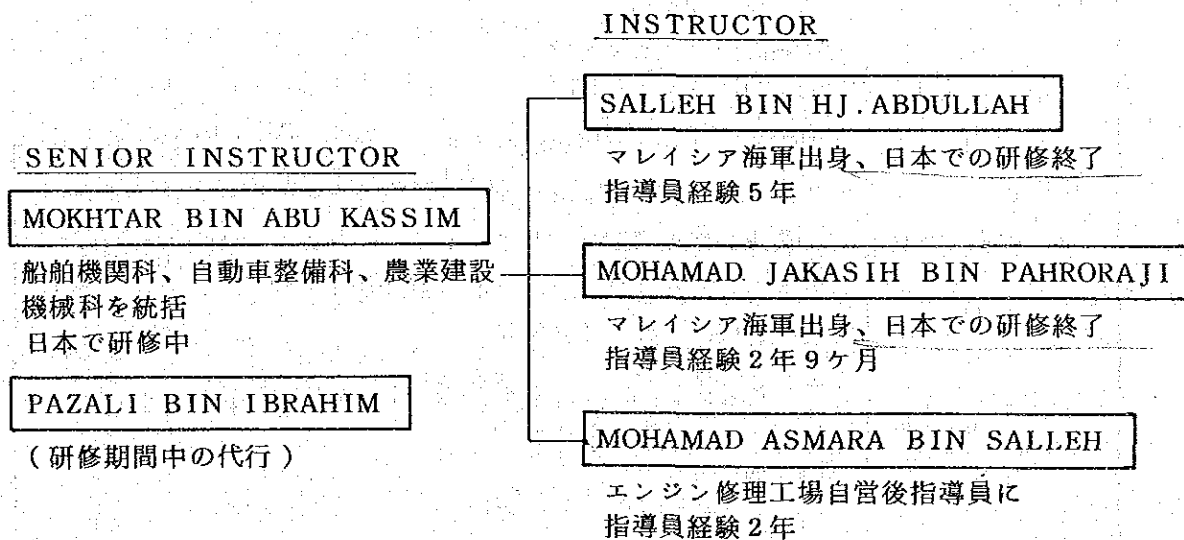 SENIOR INSTRUCTOR
MOKHTAR BIN ABU KASSIM
船舶機関科、自動車整備科、農業建設
機械科を統括
日本で研修中
PAZALI BIN IBRAHIM
(研修期間中の代行)
INSTRUCTOR
SALLEH BIN HJ.ABDULLAH
マレイシア海軍出身、日本での研修終了
指導員経験5年
MOHAMAD JAKASIH BIN PAHRORAJI
マレイシア海軍出身、日本での研修終了
指導員経験2年9ケ月
MOHAMAD ASMARA BIN SALLEH
エンジン修理工場自営後指導員に
指導員経験2年